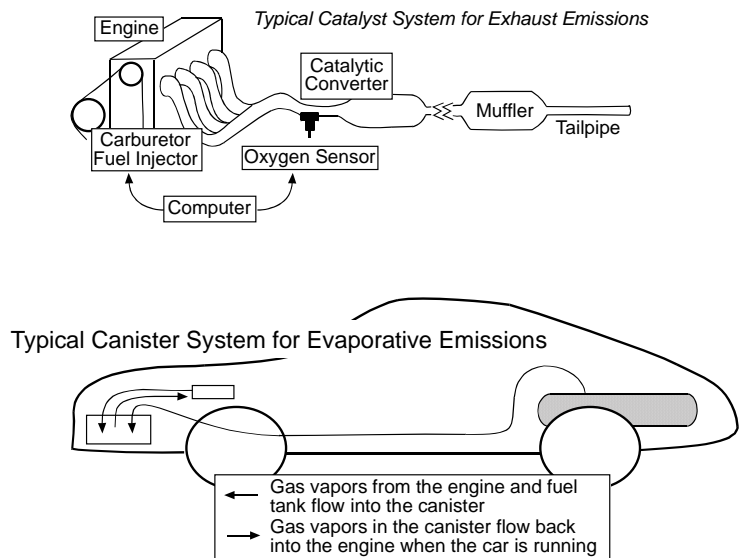 Typical Catalyst System for Exhaust Emissions
Engine
Catalytic
Converter
Muffler
Tailpipe
Carburetor
Fuel Injector
Oxygen Sensor
Computer
Typical Canister System for Evaporative Emissions
Gas vapors from the engine and fuel
tank flow into the canister
Gas vapors in the canister flow back
into the engine when the car is running